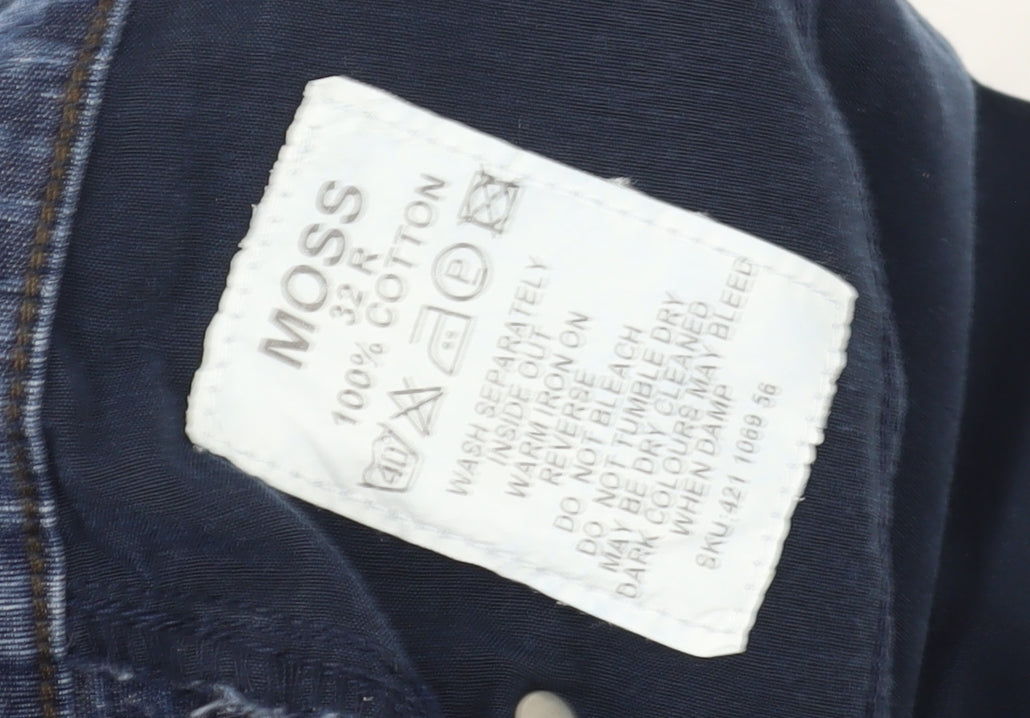 MOSS
32 R
100% COTTON
40 P
WASH SEPARATELY
INSIDE OUT
WARM IRON ON
REVERSE
DO NOT BLEACH
DO NOT TUMBLE DRY
MAY BE DRY CLEANED
DARK COLOURS MAY BLEED
WHEN DAMP
SKU:421 1069 56